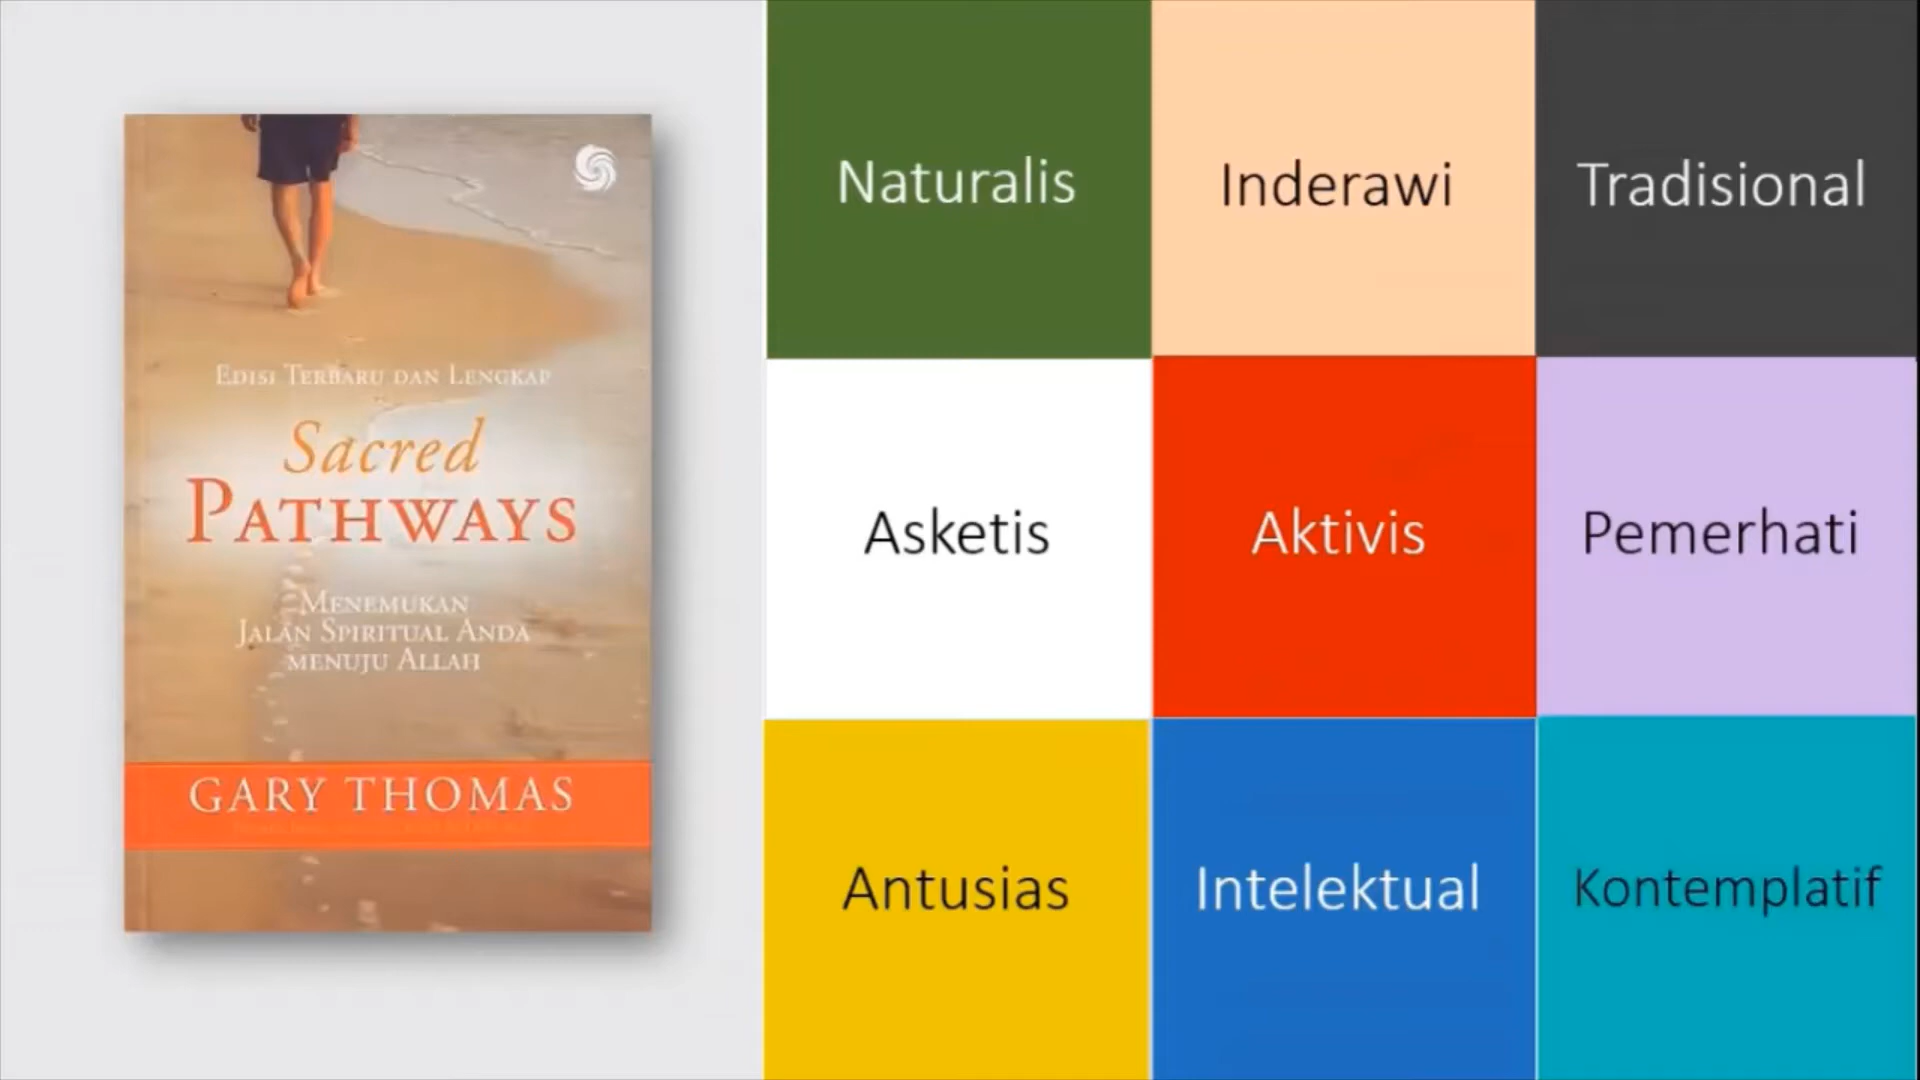 Edisi Terbaru dan Lengkap
Sacred
Pathways
Menemukan
Jalan Spiritual Anda
menuju Allah
GARY THOMAS
Naturalis
Inderawi
Tradisional
Asketis
Aktivis
Pemerhati
Antusias
Intelektual
Kontemplatif